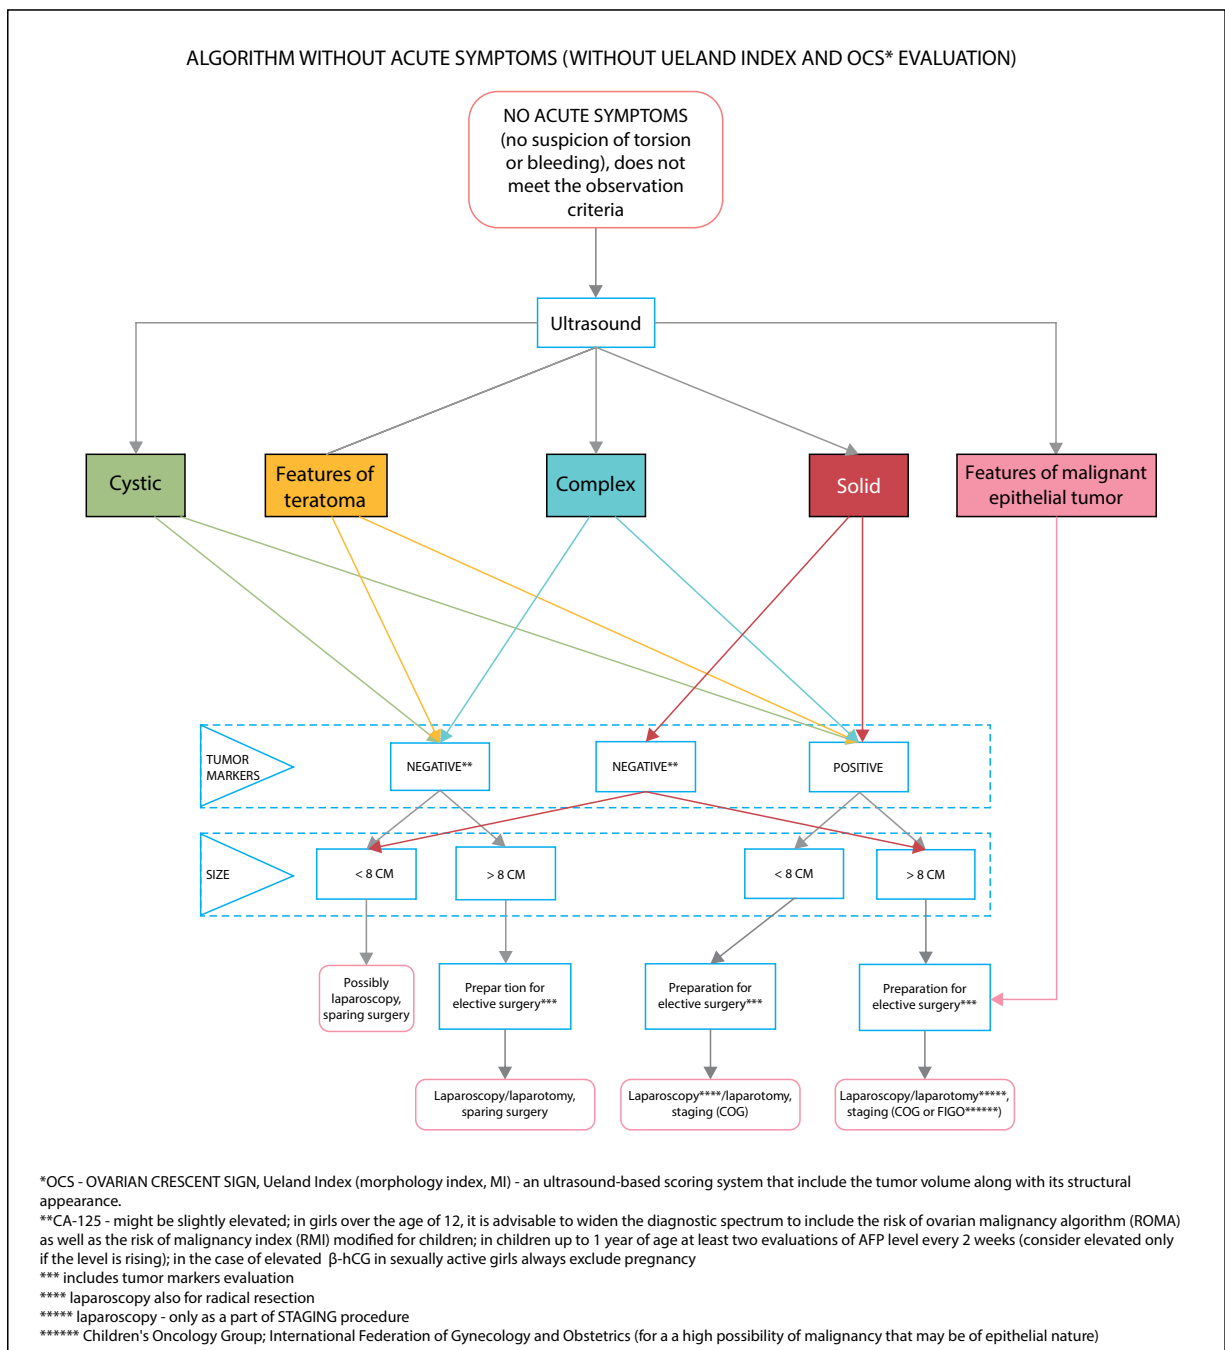 ALGORITHM WITHOUT ACUTE SYMPTOMS (WITHOUT UELAND INDEX AND OCS* EVALUATION)
NO ACUTE SYMPTOMS
(no suspicion of torsion
or bleeding), does not
meet the observation
criteria
Ultrasound
Cystic
Features of
teratoma
Complex
Solid
Features of malignant
epithelial tumor
TUMOR
MARKERS
NEGATIVE**
NEGATIVE**
POSITIVE
SIZE
< 8 CM
> 8 CM
< 8 CM
> 8 CM
Possibly
laparoscopy,
sparing surgery
Prepar tion for
elective surgery***
Preparation for
elective surgery***
Preparation for
elective surgery***
Laparoscopy/laparotomy,
sparing surgery
Laparoscopy****/laparotomy,
staging (COG)
Laparoscopy/laparotomy*****,
staging (COG or FIGO******)
*OCS - OVARIAN CRESCENT SIGN, Ueland Index (morphology index, MI) - an ultrasound-based scoring system that include the tumor volume along with its structural
appearance.
**CA-125 - might be slightly elevated; in girls over the age of 12, it is advisable to widen the diagnostic spectrum to include the risk of ovarian malignancy algorithm (ROMA)
as well as the risk of malignancy index (RMI) modified for children; in children up to 1 year of age at least two evaluations of AFP level every 2 weeks (consider elevated only
if the level is rising); in the case of elevated β-hCG in sexually active girls always exclude pregnancy
*** includes tumor markers evaluation
**** laparoscopy also for radical resection
***** laparoscopy - only as a part of STAGING procedure
****** Children's Oncology Group; International Federation of Gynecology and Obstetrics (for a a high possibility of malignancy that may be of epithelial nature)